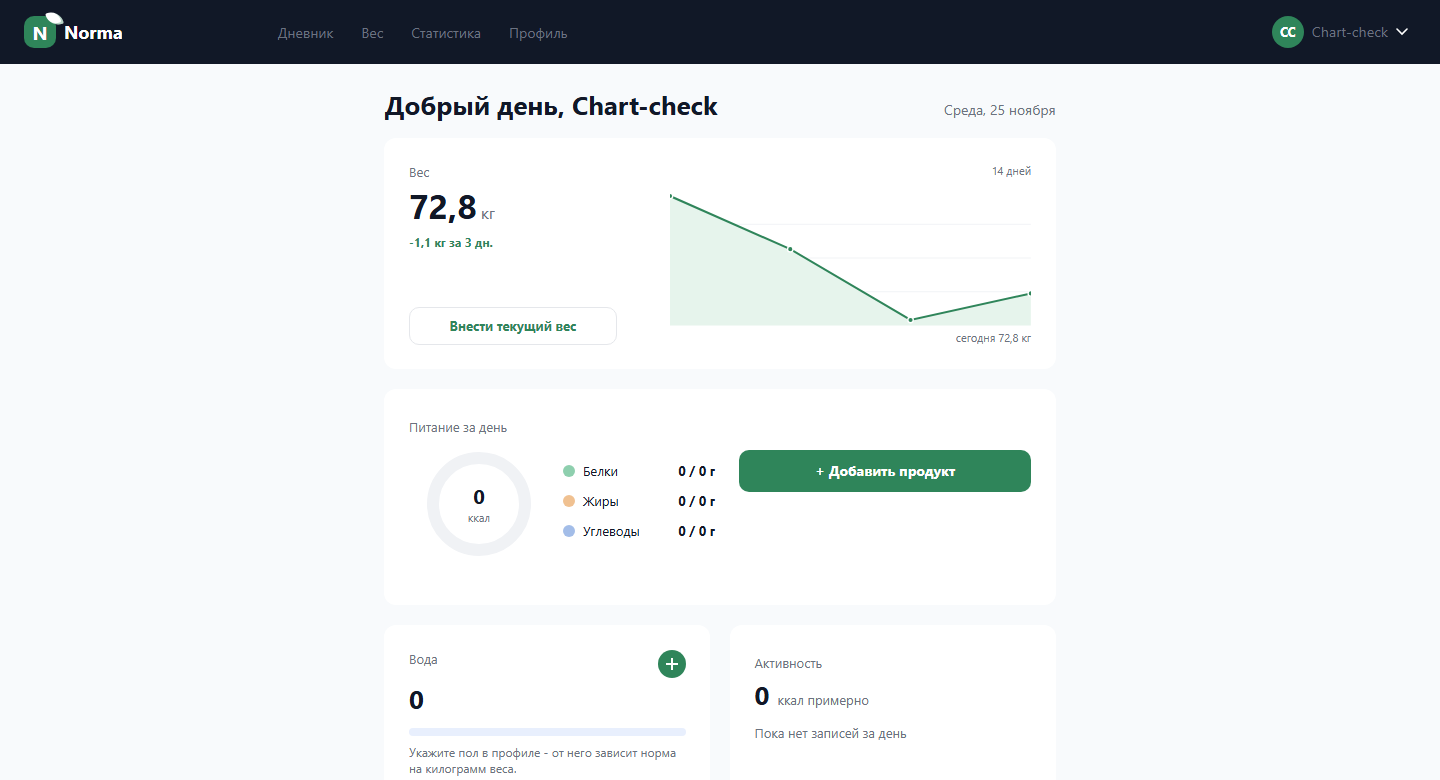 N Norma
Дневник Вес Статистика Профиль
CC Chart-check
Добрый день, Chart-check
Среда, 25 ноября
Вес
14 дней
72,8 кг
-1,1 кг за 3 дн.
Внести текущий вес
сегодня 72,8 кг
Питание за день
0
ккал
Белки 0 / 0 г
Жиры 0 / 0 г
Углеводы 0 / 0 г
+ Добавить продукт
Вода
0
Укажите пол в профиле - от него зависит норма
на килограмм веса.
Активность
0 ккал примерно
Пока нет записей за день